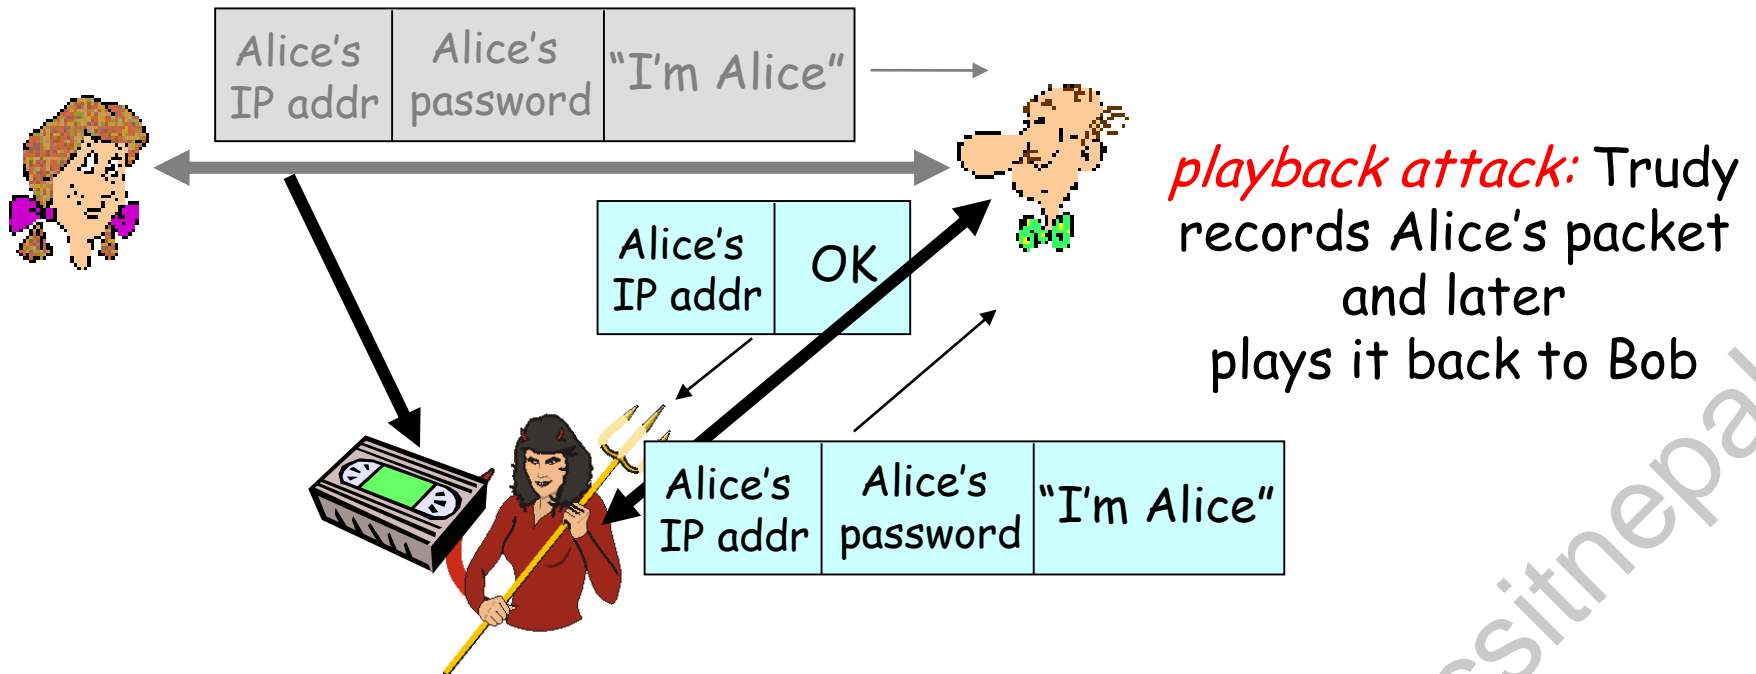 Alice's
IP addr
Alice's
password
“I'm Alice”
Alice's
IP addr
OK
playback attack: Trudy
records Alice's packet
and later
plays it back to Bob
Alice's
IP addr
Alice's
password
“I'm Alice”